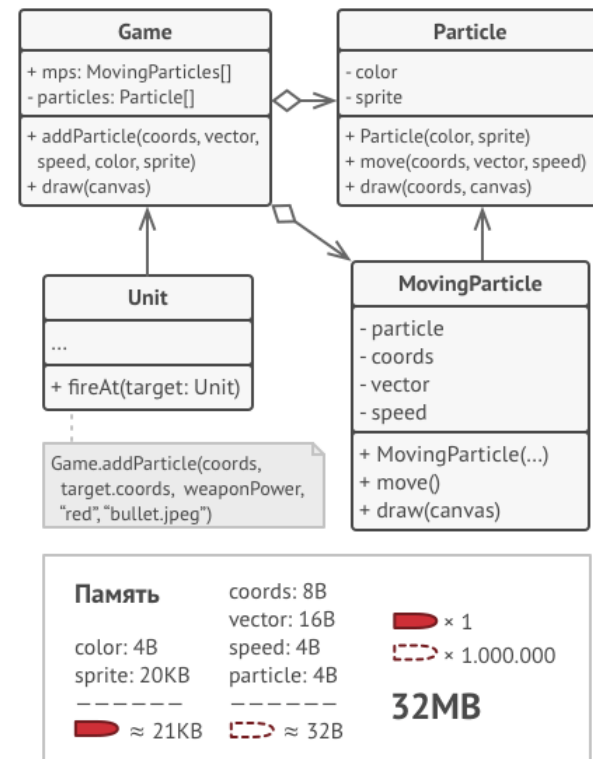 Game
+ mps: MovingParticles[]
- particles: Particle[]
+ addParticle(coords, vector,
speed, color, sprite)
+ draw(canvas)
Particle
- color
- sprite
+ Particle(color, sprite)
+ move(coords, vector, speed)
+ draw(coords, canvas)
Unit
...
+ fireAt(target: Unit)
Game.addParticle(coords,
target.coords, weaponPower,
“red”,“bullet.jpeg”)
MovingParticle
- particle
- coords
- vector
- speed
+ MovingParticle(...)
+ move()
+ draw(canvas)
Память
color: 4B
sprite: 20KB
——————
≈ 21KB
coords: 8B
vector: 16B
speed: 4B
particle: 4B
——————
≈ 32B
× 1
× 1.000.000
32MB